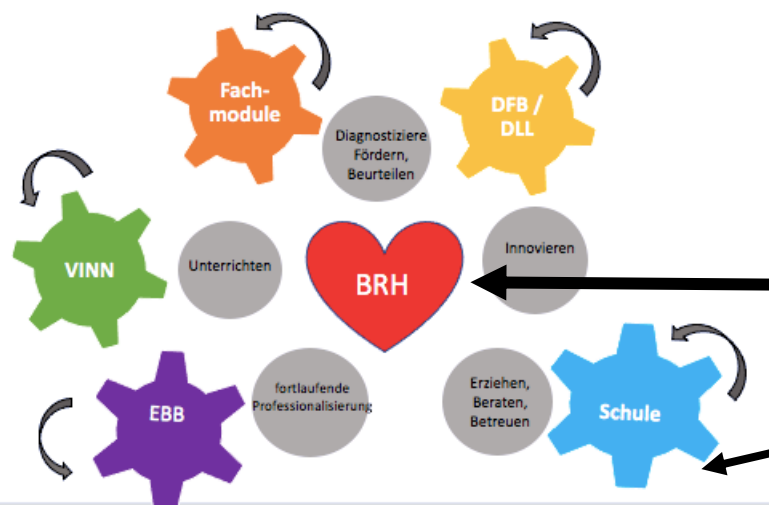 Fach-
module
DFB /
DLL
Diagnostiziere
Fördern,
Beurteilen
VINN
Unterrichten
BRH
Innovieren
EBB
fortlaufende
Professionalisierung
Erziehen,
Beraten,
Betreuen
Schule